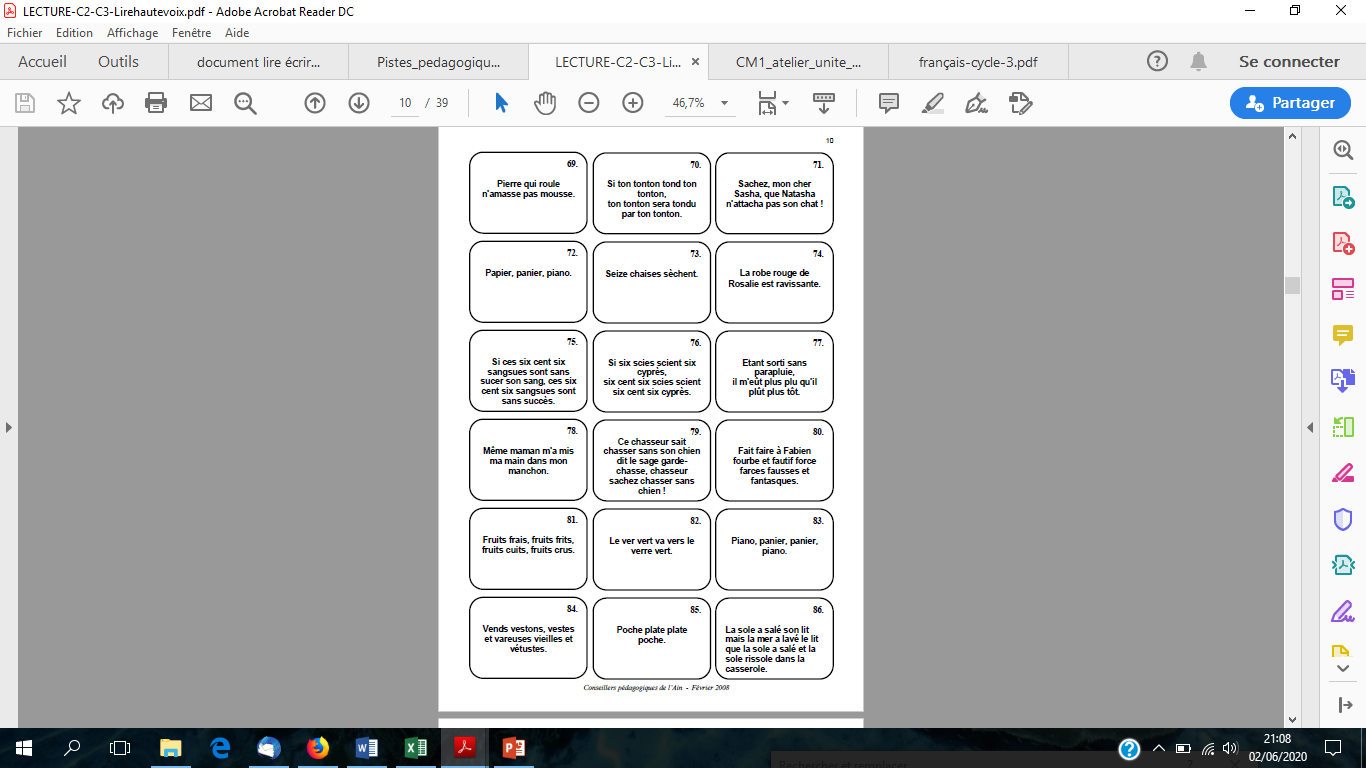 LECTURE-C2-C3-Lirehautevoix.pdf - Adobe Acrobat Reader DC
Fichier Edition Affichage Fenêtre Aide
Accueil Outils document lire écrir... Pistes_pedagogiqu... LECTURE-C2-C3-Li... × CM1_atelier_unite_... français-cycle-3.pdf Se connecter
10 / 39 46,7% Partager
10
69.
Pierre qui roule
n'amasse pas mousse.
70.
Si ton tonton tond ton
tonton,
ton tonton sera tondu
par ton tonton.
71.
Sachez, mon cher
Sasha, que Natasha
n'attacha pas son chat !
72.
Papier, panier, piano.
73.
Seize chaises sèchent.
74.
La robe rouge de
Rosalie est ravissante.
75.
Si ces six cent six
sangsues sont sans
sucer son sang, ces six
cent six sangsues sont
sans succès.
76.
Si six scies scient six
cyprès,
six cent six scies scient
six cent six cyprès.
77.
Etant sorti sans
parapluie,
il m'eût plus plu qu'il
plût plus tôt.
78.
Même maman m'a mis
ma main dans mon
manchon.
79.
Ce chasseur sait
chasser sans son chien
dit le sage garde-
chasse, chasseur
sachez chasser sans
chien !
80.
Fait faire à Fabien
fourbe et fautif force
farces fausses et
fantasques.
81.
Fruits frais, fruits frits,
fruits cuits, fruits crus.
82.
Le ver vert va vers le
verre vert.
83.
Piano, panier, panier,
piano.
84.
Vends vestons, vestes
et vareuses vieilles et
vétustes.
85.
Poche plate plate
poche.
86.
La sole a salé son lit
mais la mer a lavé le lit
que la sole a salé et la
sole rissole dans la
casserole.
Conseillers pédagogiques de l'Ain - Février 2008
Rechercher et remplacer
21:08
02/06/2020